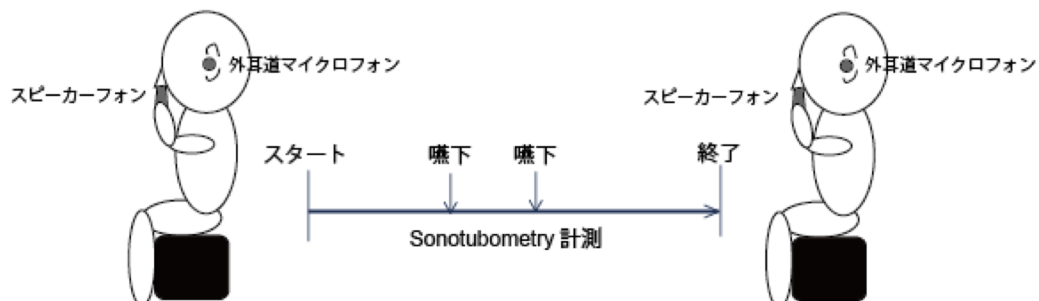 外耳道マイクロフォン
スピーカーフォン
スタート
嚥下
嚥下
終了
Sonotubometry 計測
外耳道マイクロフォン
スピーカーフォン